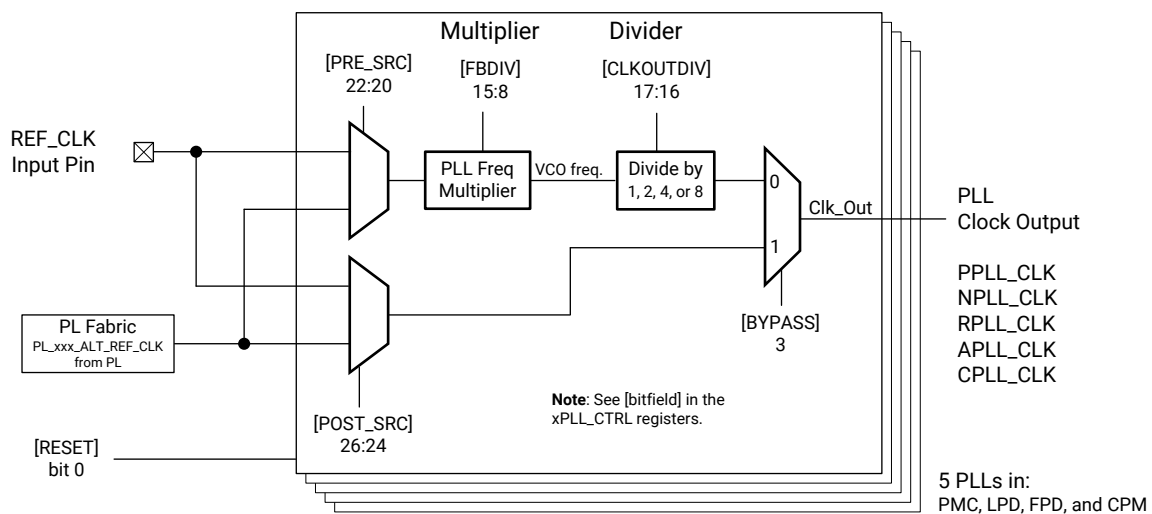 Multiplier
Divider
[PRE_SRC]
22:20
[FBDIV]
15:8
[CLKOUTDIV]
17:16
REF_CLK
Input Pin
PLL Freq
Multiplier
VCO freq.
Divide by
1, 2, 4, or 8
0
1
Clk_Out
PLL
Clock Output
PPLL_CLK
NPLL_CLK
RPLL_CLK
APLL_CLK
CPLL_CLK
[BYPASS]
3
PL Fabric
PL_xxx_ALT_REF_CLK
from PL
Note: See [bitfield] in the
xPLL_CTRL registers.
[POST_SRC]
26:24
[RESET]
bit 0
5 PLLs in:
PMC, LPD, FPD, and CPM